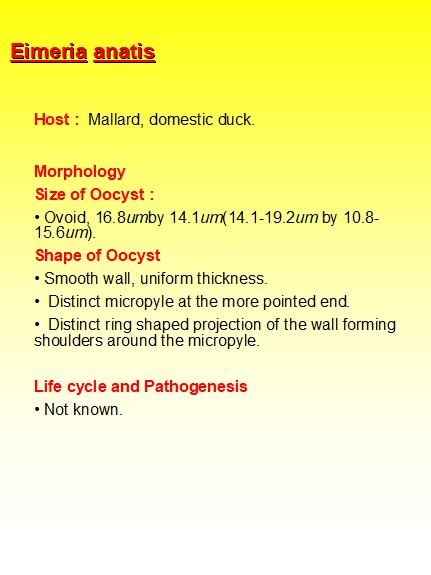 Eimeria anatis
Host : Mallard, domestic duck.
Morphology
Size of Oocyst :
• Ovoid, 16.8umby 14.1um(14.1-19.2um by 10.8-
15.6um).
Shape of Oocyst
• Smooth wall, uniform thickness.
• Distinct micropyle at the more pointed end.
• Distinct ring shaped projection of the wall forming
shoulders around the micropyle.
Life cycle and Pathogenesis
• Not known.